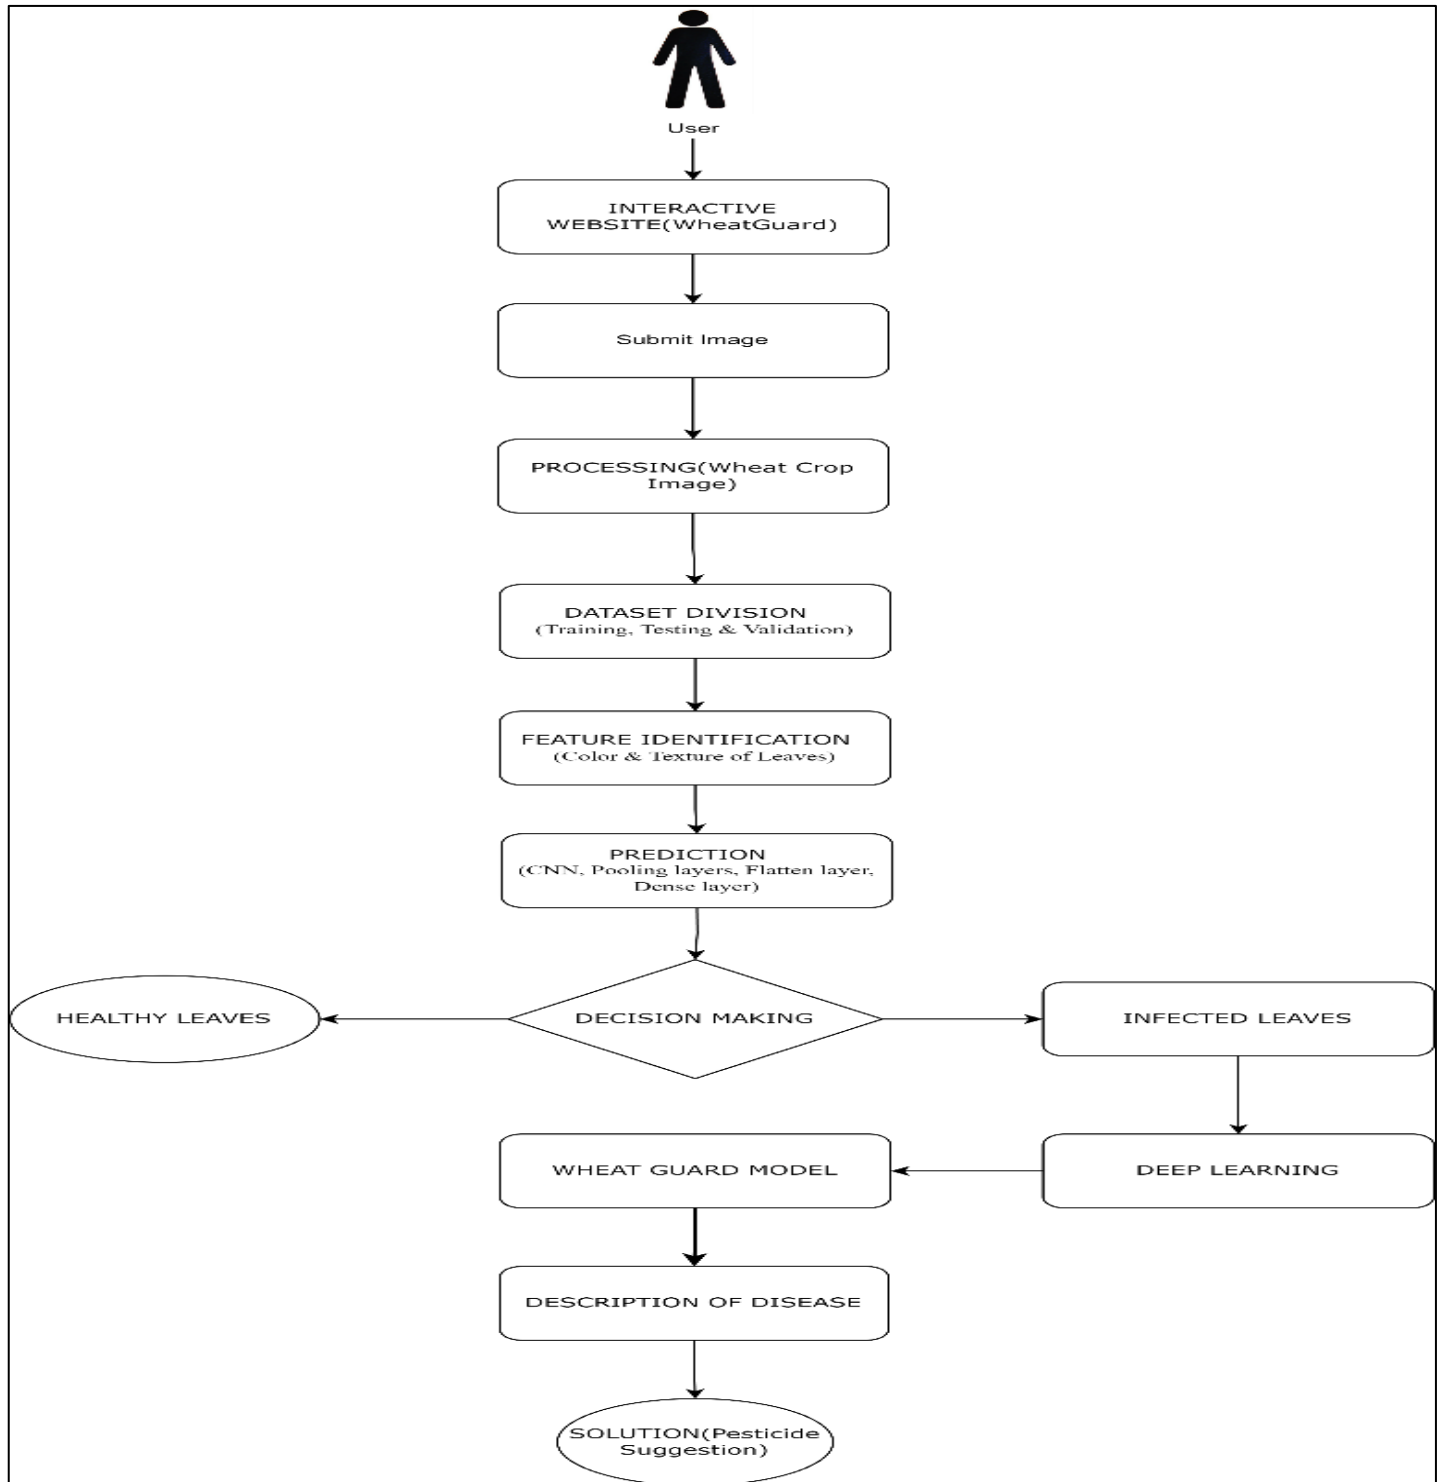 User
INTERACTIVE
WEBSITE(WheatGuard)
Submit Image
PROCESSING(Wheat Crop
Image)
DATASET DIVISION
(Training, Testing & Validation)
FEATURE IDENTIFICATION
(Color & Texture of Leaves)
PREDICTION
(CNN, Pooling layers, Flatten layer,
Dense layer)
HEALTHY LEAVES
DECISION MAKING
INFECTED LEAVES
WHEAT GUARD MODEL
DEEP LEARNING
DESCRIPTION OF DISEASE
SOLUTION(Pesticide
Suggestion)